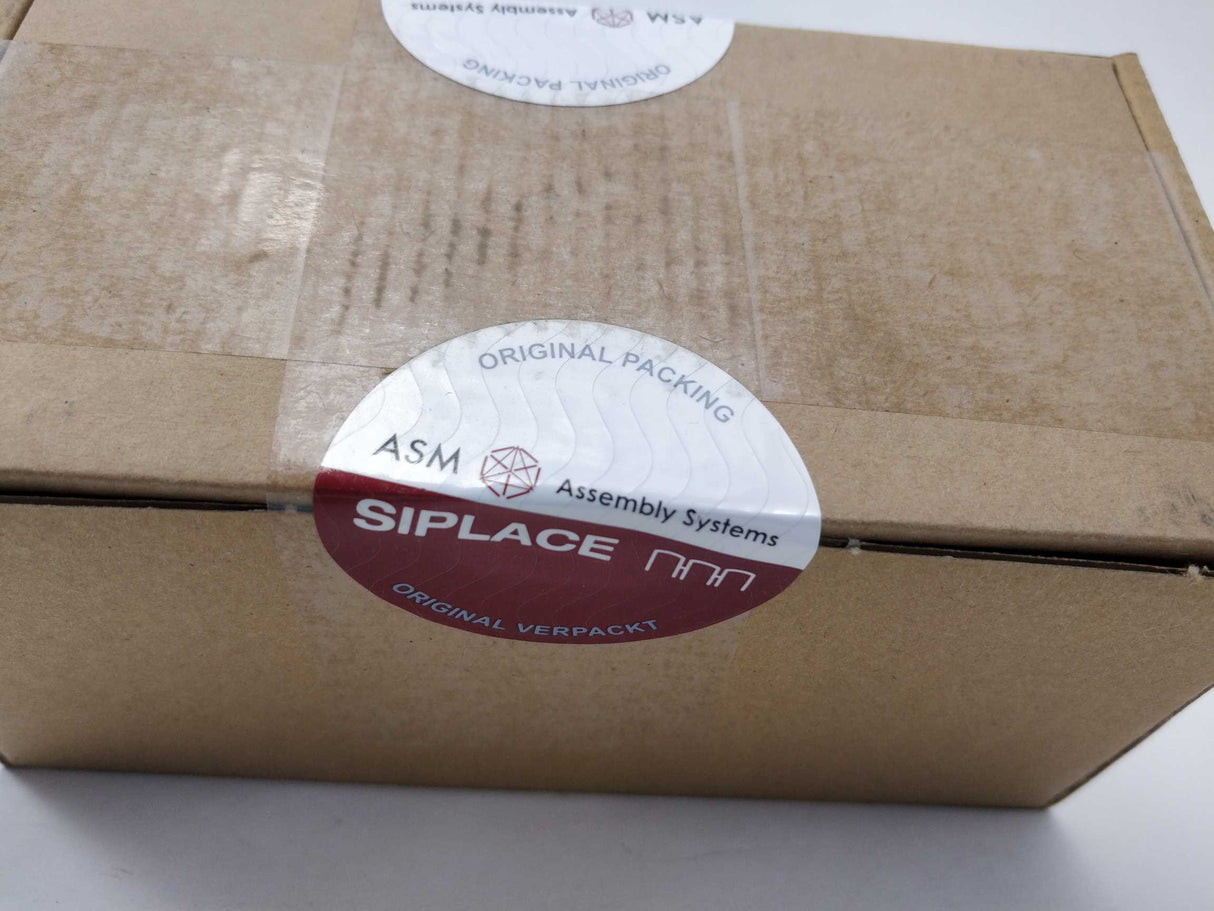 ASM Assembly Systems
ORIGINAL PACKING
ORIGINAL PACKING
ASM Assembly Systems
SIPLACE
ORIGINAL VERPACKT